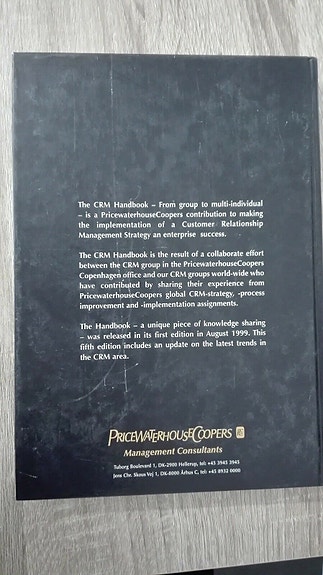 The CRM Handbook – From group to multi-individual
– is a PricewaterhouseCoopers contribution to making
the implementation of a Customer Relationship
Management Strategy an enterprise success.
The CRM Handbook is the result of a collaborate effort
between the CRM group in the PricewaterhouseCoopers
Copenhagen office and our CRM groups world-wide who
have contributed by sharing their experience from
PricewaterhouseCoopers global CRM-strategy, -process
improvement and -implementation assignments.
The Handbook – a unique piece of knowledge sharing
– was released in its first edition in August 1999. This
fifth edition includes an update on the latest trends in
the CRM area.
PRICEWATERHOUSECOOPERS
Management Consultants
Tuborg Boulevard 1, DK-2900 Hellerup, tel: +45 3945 3945
Jens Chr. Skous Vej 1, DK-8000 Århus C, tel: +45 8932 0000